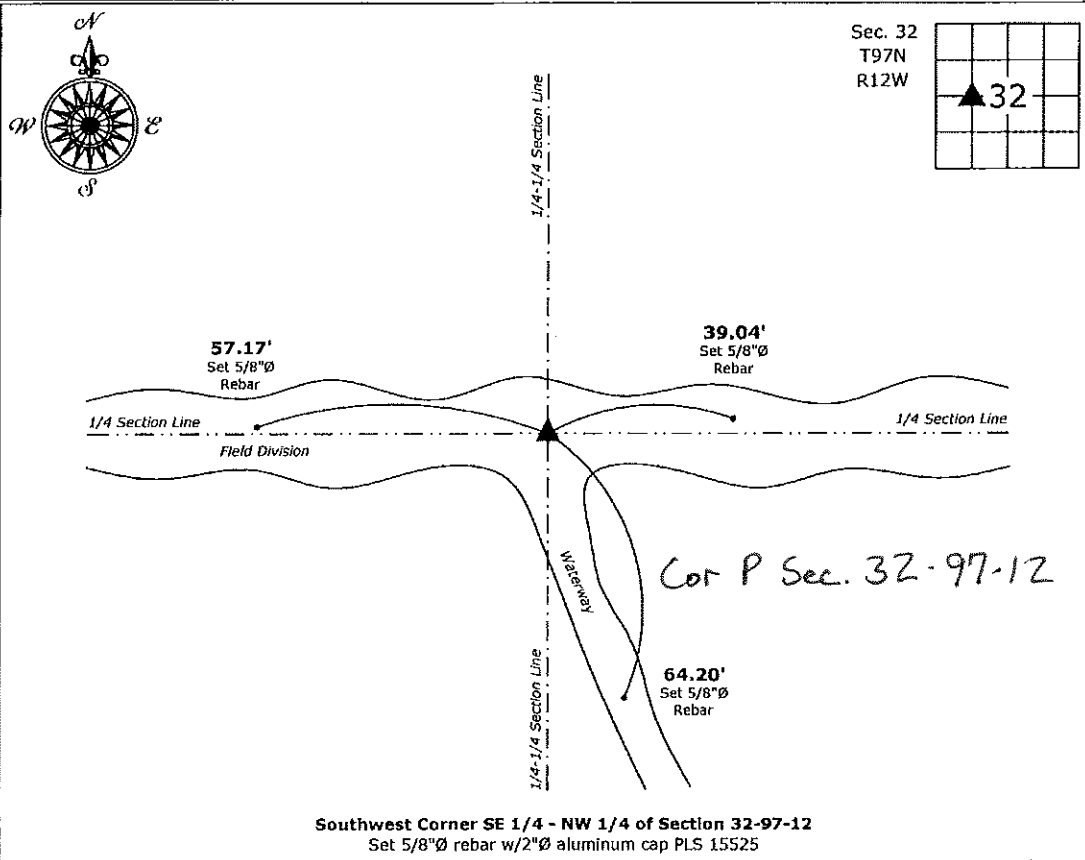 N
W
E
S
Sec. 32
T97N
R12W
32
1/4-1/4 Section Line
57.17'
Set 5/8"Ø
Rebar
39.04'
Set 5/8"Ø
Rebar
1/4 Section Line
1/4 Section Line
Field Division
Waterway
Cor P Sec. 32-97-12
1/4-1/4 Section Line
64.20'
Set 5/8"Ø
Rebar
Southwest Corner SE 1/4 - NW 1/4 of Section 32-97-12
Set 5/8"Ø rebar w/2"Ø aluminum cap PLS 15525